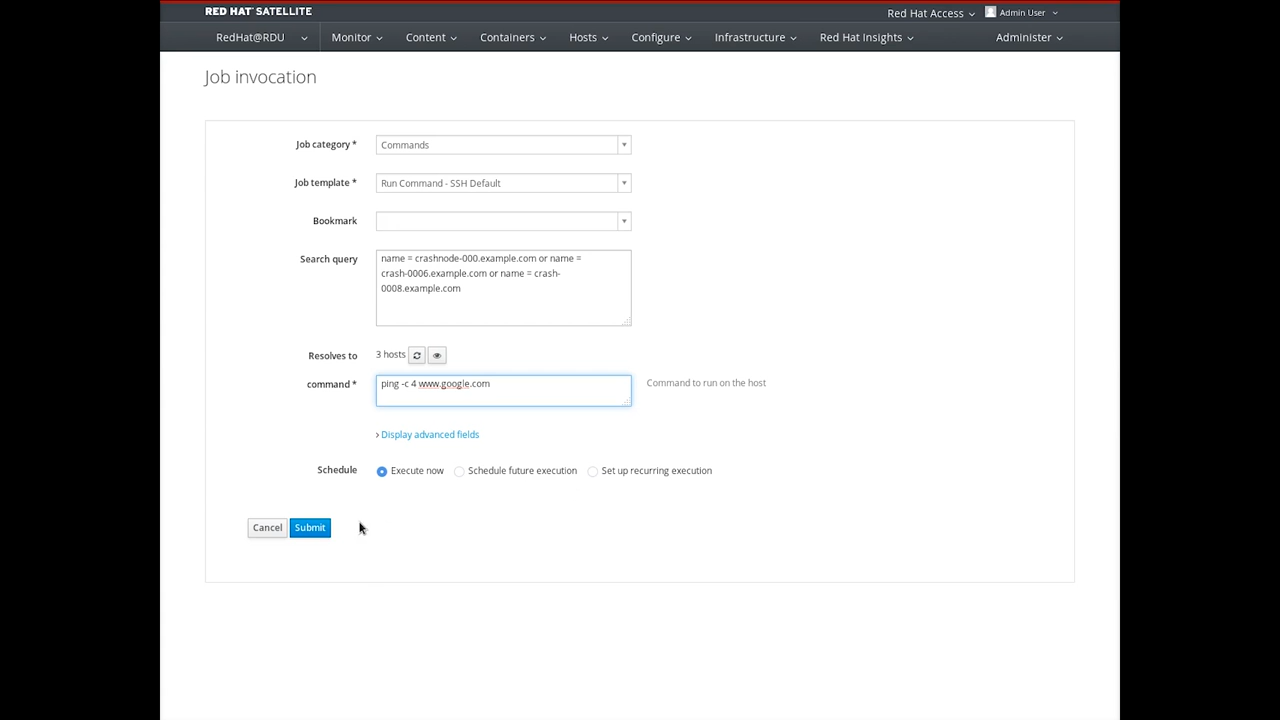 RED HAT SATELLITE
Red Hat Access Admin User
RedHat@RDU Monitor Content Containers Hosts Configure Infrastructure Red Hat Insights Administer
Job invocation
Job category * Commands
Job template * Run Command - SSH Default
Bookmark
Search query name = crashnode-000.example.com or name =
crash-0006.example.com or name = crash-
0008.example.com
Resolves to 3 hosts
command * ping -c 4 www.google.com Command to run on the host
Display advanced fields
Schedule Execute now Schedule future execution Set up recurring execution
Cancel Submit